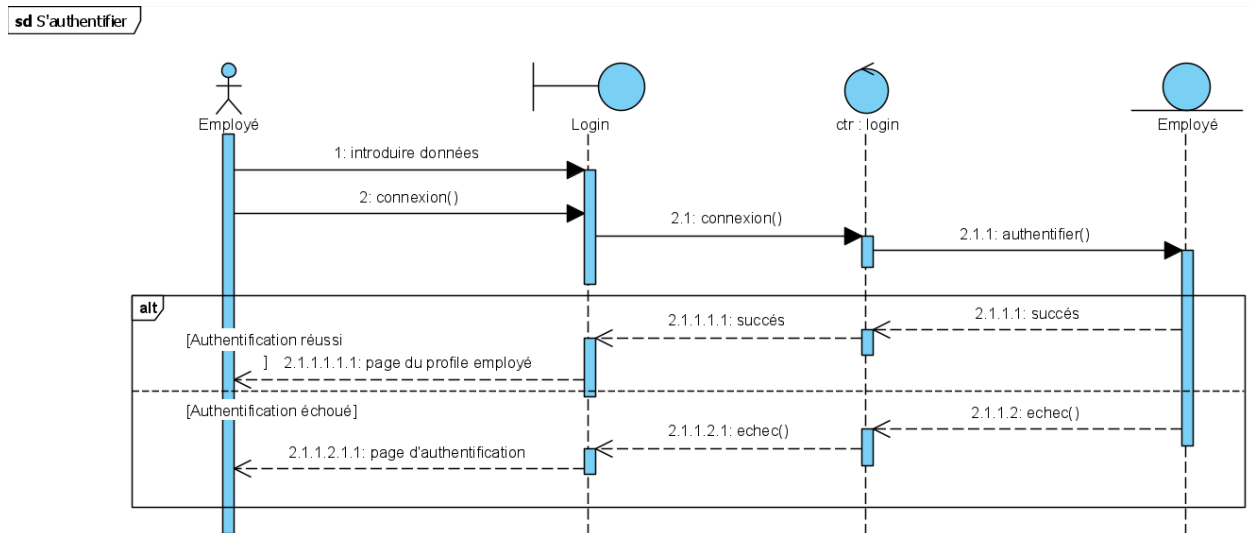 sd S'authentifier
Employé
Login
ctr : login
Employé
1: introduire données
2: connexion()
2.1: connexion()
2.1.1: authentifier()
alt
2.1.1.1: succés
2.1.1.1.1: succés
[Authentification réussi
] 2.1.1.1.1.1: page du profile employé
[Authentification échoué]
2.1.1.2: echec()
2.1.1.2.1: echec()
2.1.1.2.1.1: page d'authentification